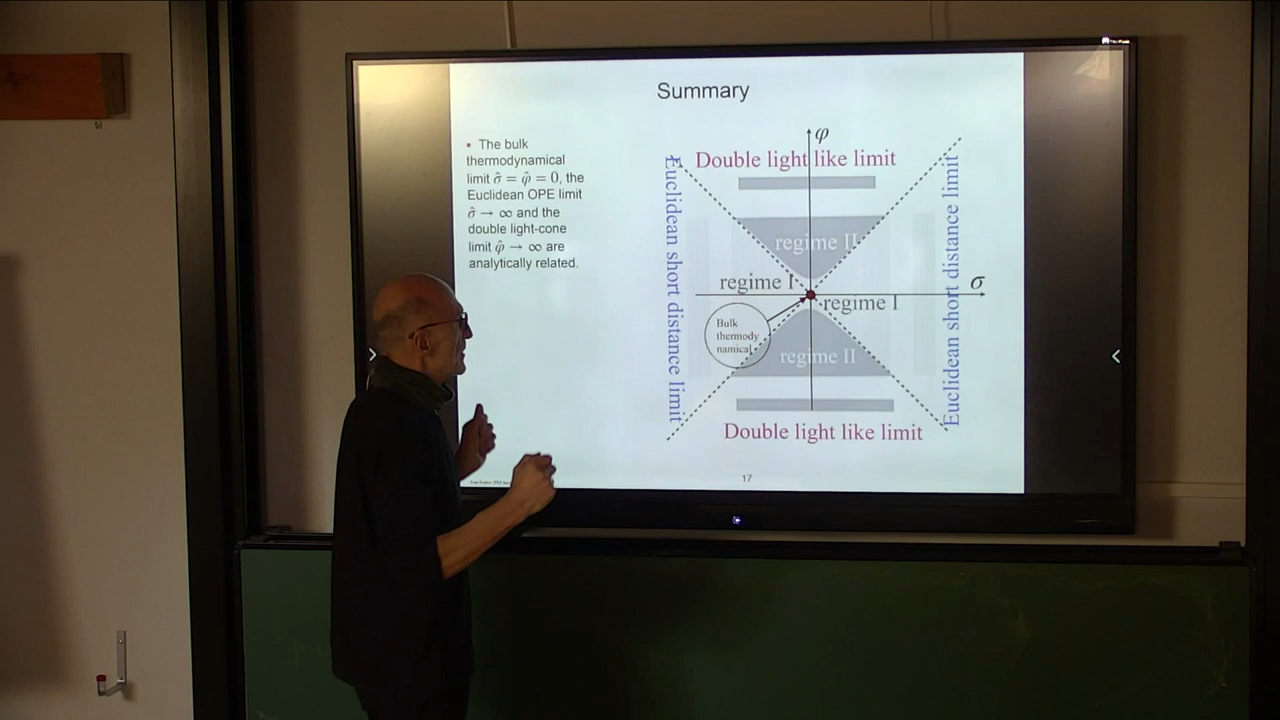 Summary
• The bulk
thermodynamical
limit σ̂ = φ̂ = 0, the
Euclidean OPE limit
σ̂ → ∞ and the
double light-cone
limit φ̂ → ∞ are
analytically related.
φ
Double light like limit
Euclidean short distance limit
Euclidean short distance limit
regime II
regime I
σ
regime I
Bulk
thermody
namical
regime II
Double light like limit
17